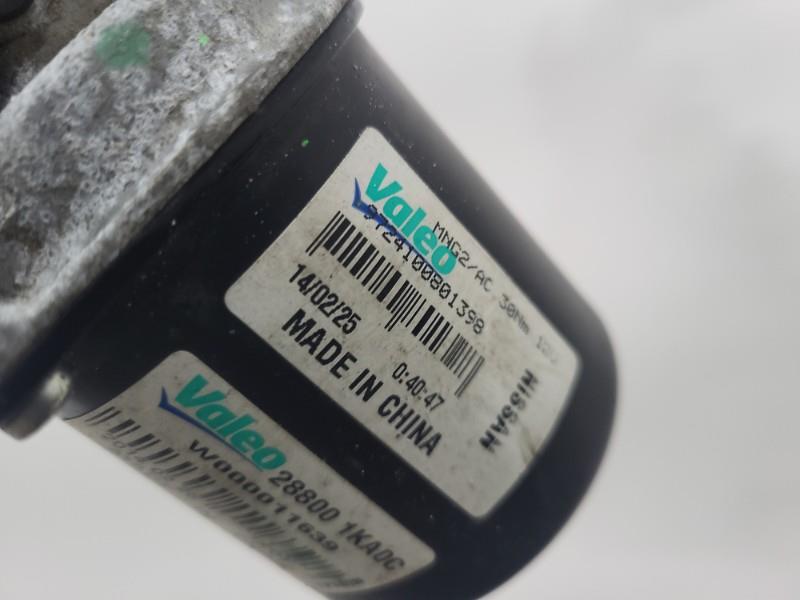 Valeo
MNG2/AC 30Nm 12V
9724100801398
14/02/25
0:40:47
MADE IN CHINA
NISSAN
Valeo
28800 1KA0C
W000011639